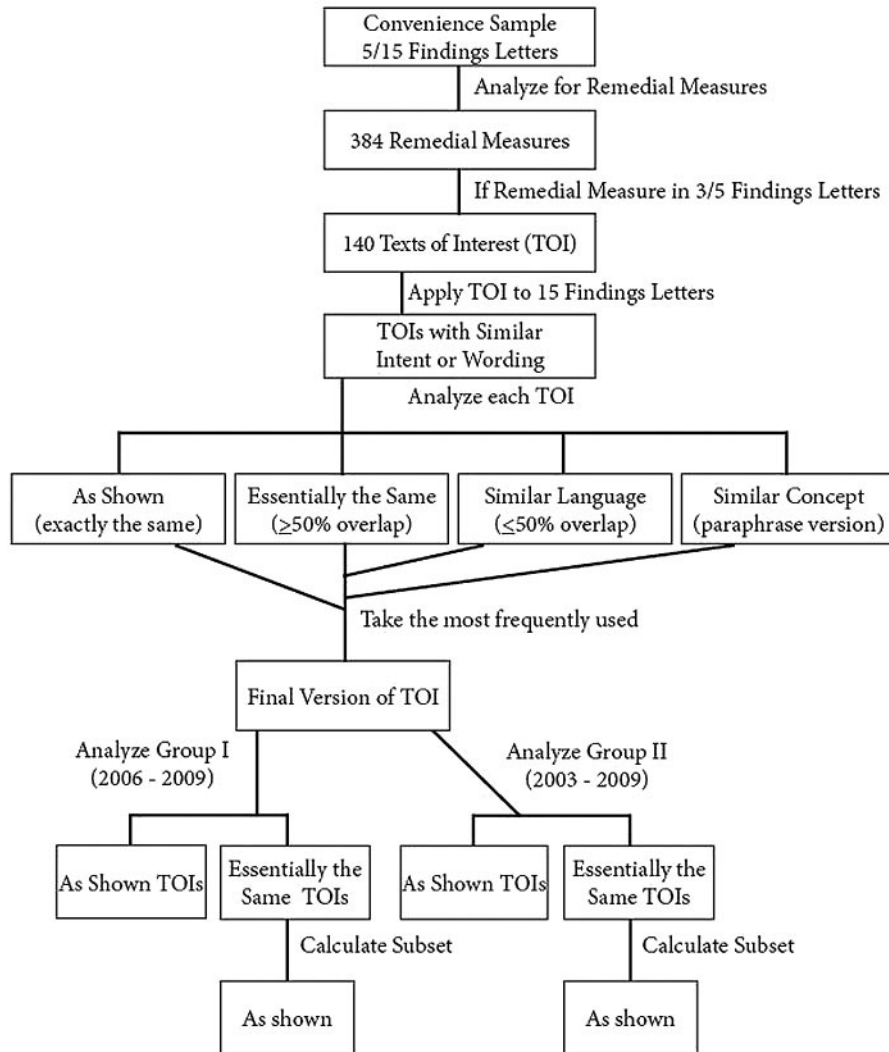 Convenience Sample
5/15 Findings Letters
Analyze for Remedial Measures
384 Remedial Measures
If Remedial Measure in 3/5 Findings Letters
140 Texts of Interest (TOI)
Apply TOI to 15 Findings Letters
TOIs with Similar
Intent or Wording
Analyze each TOI
As Shown
(exactly the same)
Essentially the Same
(≥50% overlap)
Similar Language
(≤50% overlap)
Similar Concept
(paraphrase version)
Take the most frequently used
Final Version of TOI
Analyze Group I
(2006 - 2009)
Analyze Group II
(2003 - 2009)
As Shown TOIs
Essentially the
Same TOIs
As Shown TOIs
Essentially the
Same TOIs
Calculate Subset
Calculate Subset
As shown
As shown